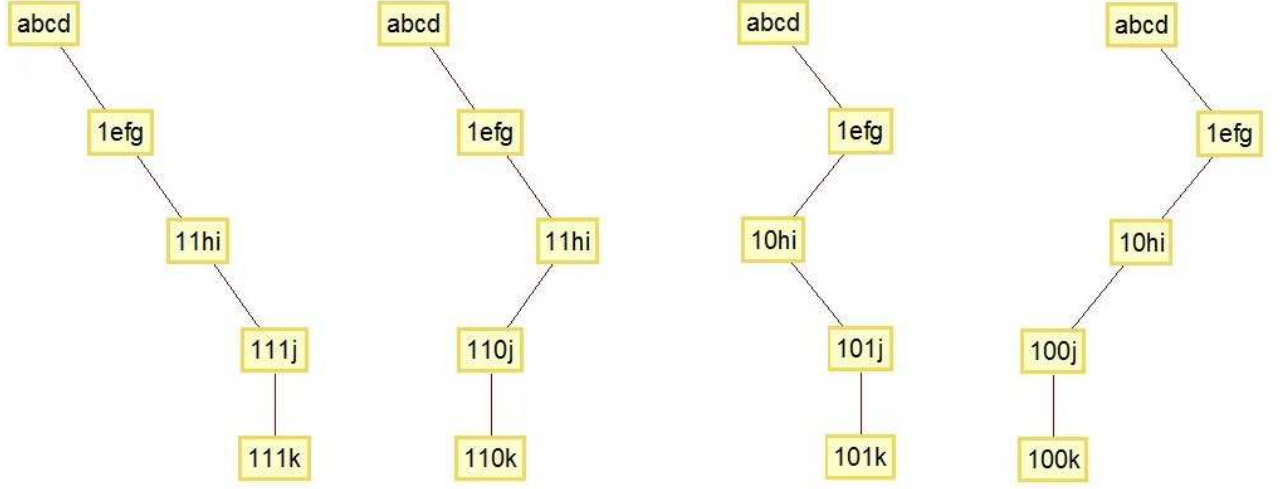 abcd
1efg
11hi
111j
111k
abcd
1efg
11hi
110j
110k
abcd
1efg
10hi
101j
101k
abcd
1efg
10hi
100j
100k